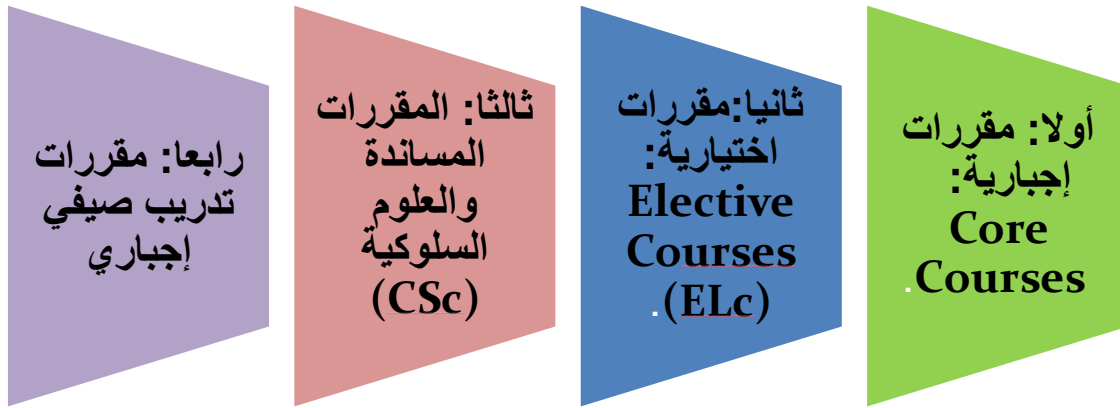 أولا: مقررات
إجبارية:
Core
Courses.
ثانيا:مقررات
اختيارية:
Elective
Courses
(ELc).
ثالثا: المقررات
المساندة
والعلوم
السلوكية
(CSc)
رابعا: مقررات
تدريب صيفي
إجباري